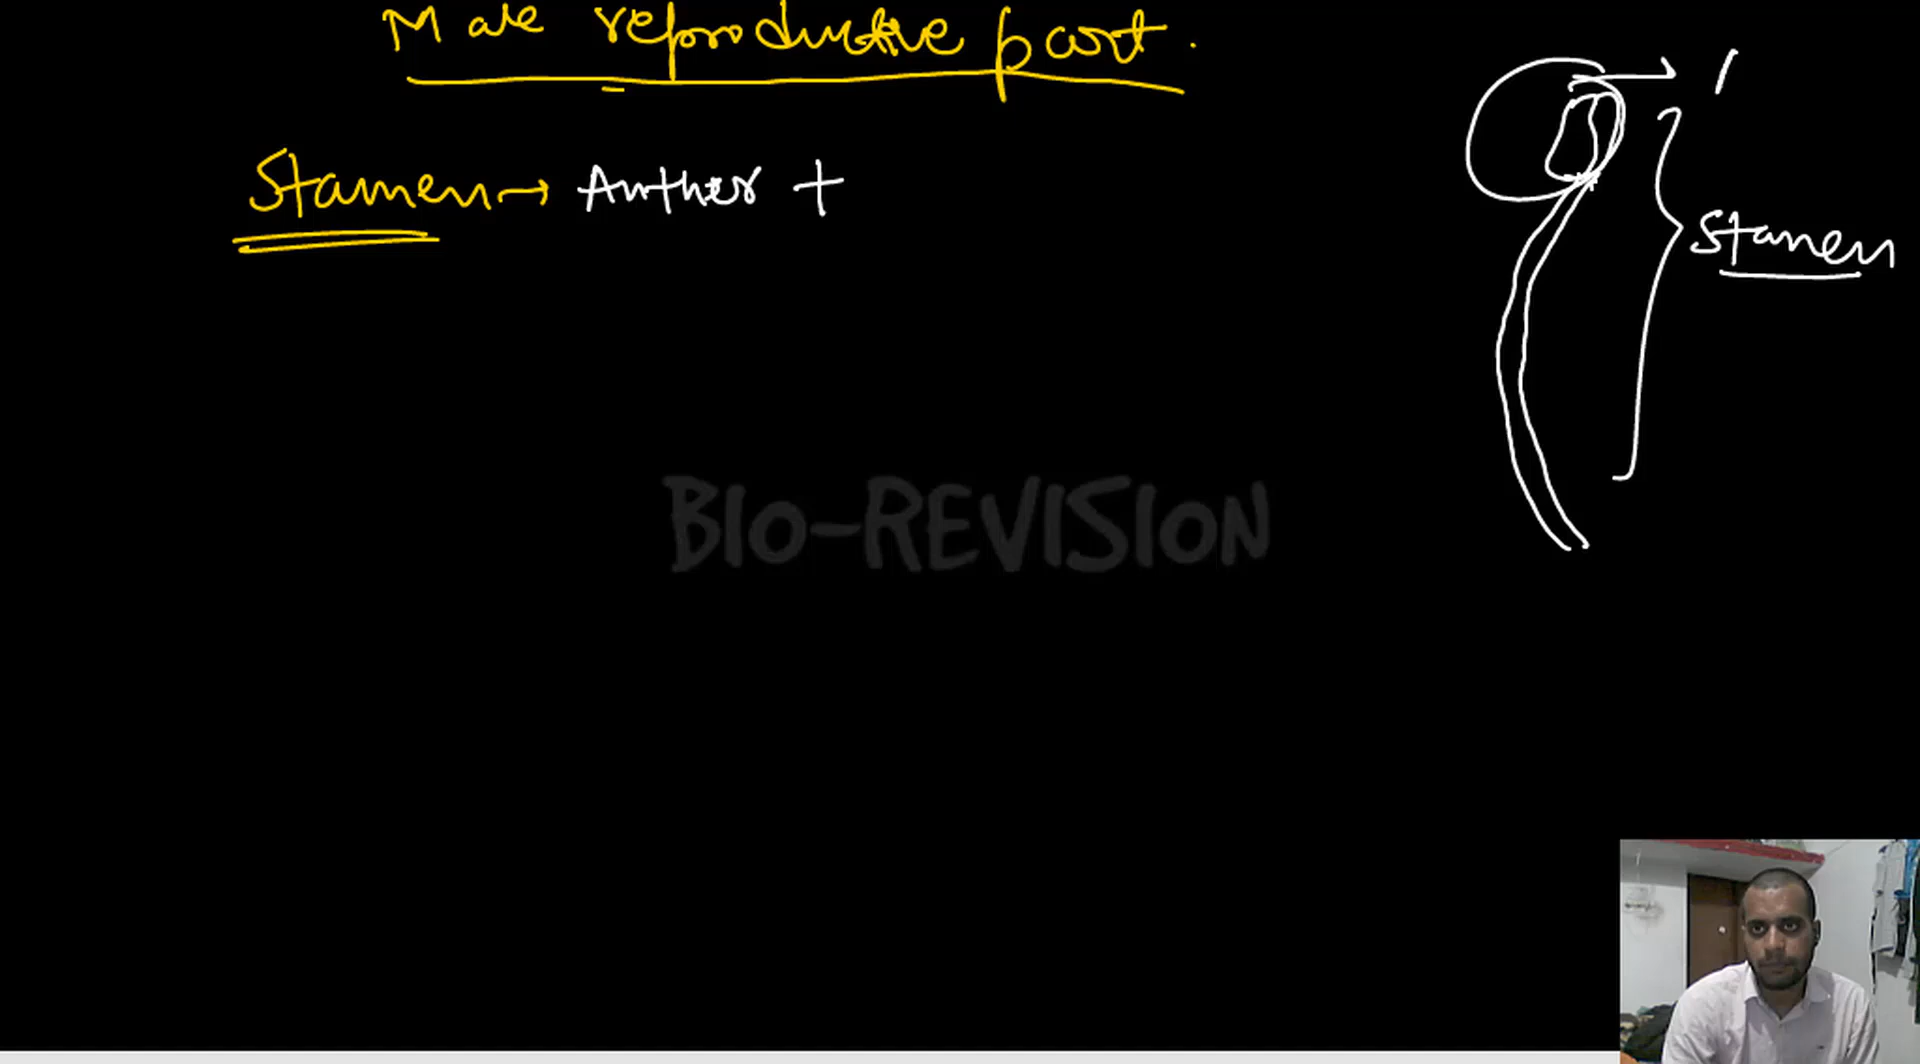 Male reproductive part.
Stamen → Anther +
Stamen
BIO-REVISION